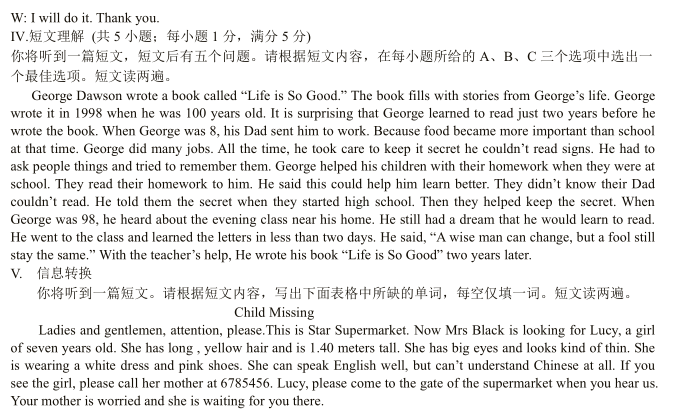 W: I will do it. Thank you.
IV.短文理解 (共 5 小题；每小题 1 分，满分 5 分)
你将听到一篇短文，短文后有五个问题。请根据短文内容，在每小题所给的 A、B、C 三个选项中选出一
个最佳选项。短文读两遍。
George Dawson wrote a book called “Life is So Good.” The book fills with stories from George’s life. George
wrote it in 1998 when he was 100 years old. It is surprising that George learned to read just two years before he
wrote the book. When George was 8, his Dad sent him to work. Because food became more important than school
at that time. George did many jobs. All the time, he took care to keep it secret he couldn’t read signs. He had to
ask people things and tried to remember them. George helped his children with their homework when they were at
school. They read their homework to him. He said this could help him learn better. They didn’t know their Dad
couldn’t read. He told them the secret when they started high school. Then they helped keep the secret. When
George was 98, he heard about the evening class near his home. He still had a dream that he would learn to read.
He went to the class and learned the letters in less than two days. He said, “A wise man can change, but a fool still
stay the same.” With the teacher’s help, He wrote his book “Life is So Good” two years later.
V. 信息转换
你将听到一篇短文。请根据短文内容，写出下面表格中所缺的单词，每空仅填一词。短文读两遍。
Child Missing
Ladies and gentlemen, attention, please.This is Star Supermarket. Now Mrs Black is looking for Lucy, a girl
of seven years old. She has long , yellow hair and is 1.40 meters tall. She has big eyes and looks kind of thin. She
is wearing a white dress and pink shoes. She can speak English well, but can’t understand Chinese at all. If you
see the girl, please call her mother at 6785456. Lucy, please come to the gate of the supermarket when you hear us.
Your mother is worried and she is waiting for you there.